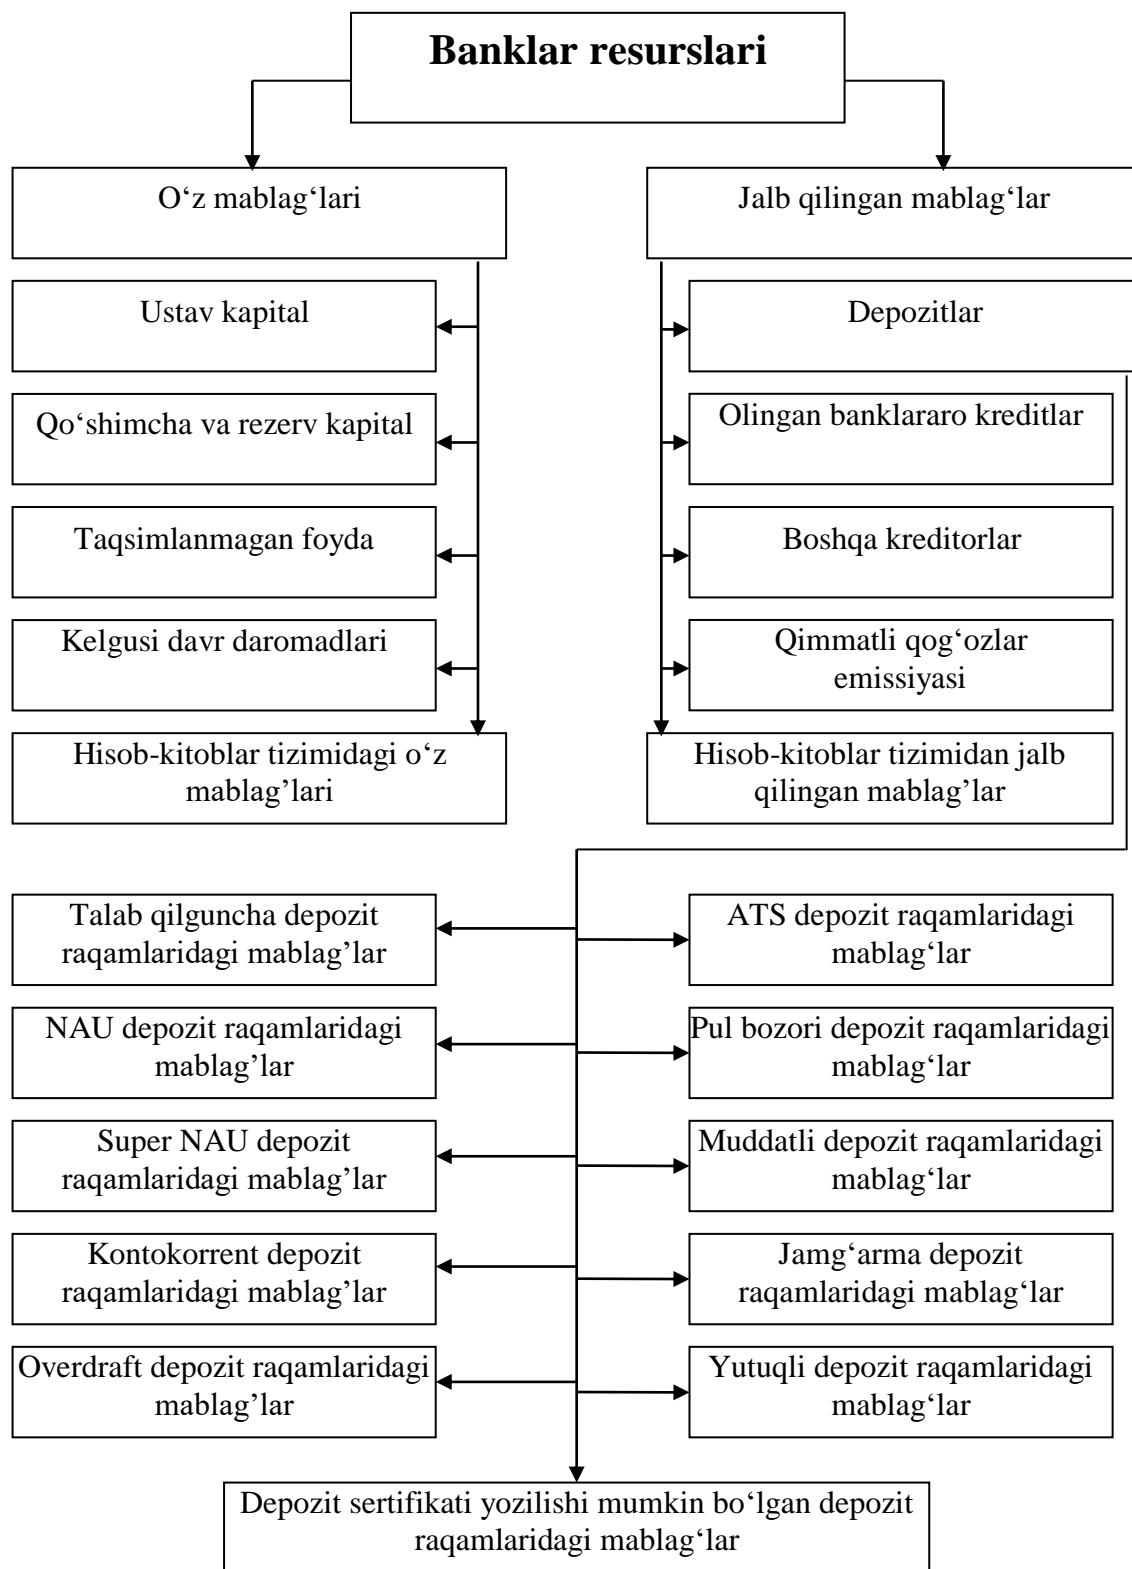 Banklar resurslari
O‘z mablag‘lari
Jalb qilingan mablag‘lar
Ustav kapital
Depozitlar
Qo‘shimcha va rezerv kapital
Olingan banklararo kreditlar
Taqsimlanmagan foyda
Boshqa kreditorlar
Kelgusi davr daromadlari
Qimmatli qog‘ozlar
emissiyasi
Hisob-kitoblar tizimidagi o‘z
mablag’lari
Hisob-kitoblar tizimidan jalb
qilingan mablag’lar
Talab qilguncha depozit
raqamlaridagi mablag’lar
ATS depozit raqamlaridagi
mablag‘lar
NAU depozit raqamlaridagi
mablag’lar
Pul bozori depozit raqamlaridagi
mablag‘lar
Super NAU depozit
raqamlaridagi mablag’lar
Muddatli depozit raqamlaridagi
mablag‘lar
Kontokorrent depozit
raqamlaridagi mablag’lar
Jamg‘arma depozit
raqamlaridagi mablag‘lar
Overdraft depozit raqamlaridagi
mablag’lar
Yutuqli depozit raqamlaridagi
mablag‘lar
Depozit sertifikati yozilishi mumkin bo‘lgan depozit
raqamlaridagi mablag‘lar